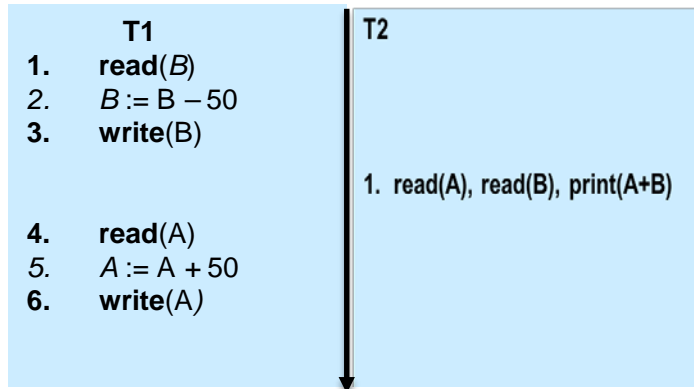 T1
1. read(B)
2. B := B – 50
3. write(B)
4. read(A)
5. A := A + 50
6. write(A)
T2
1. read(A), read(B), print(A+B)